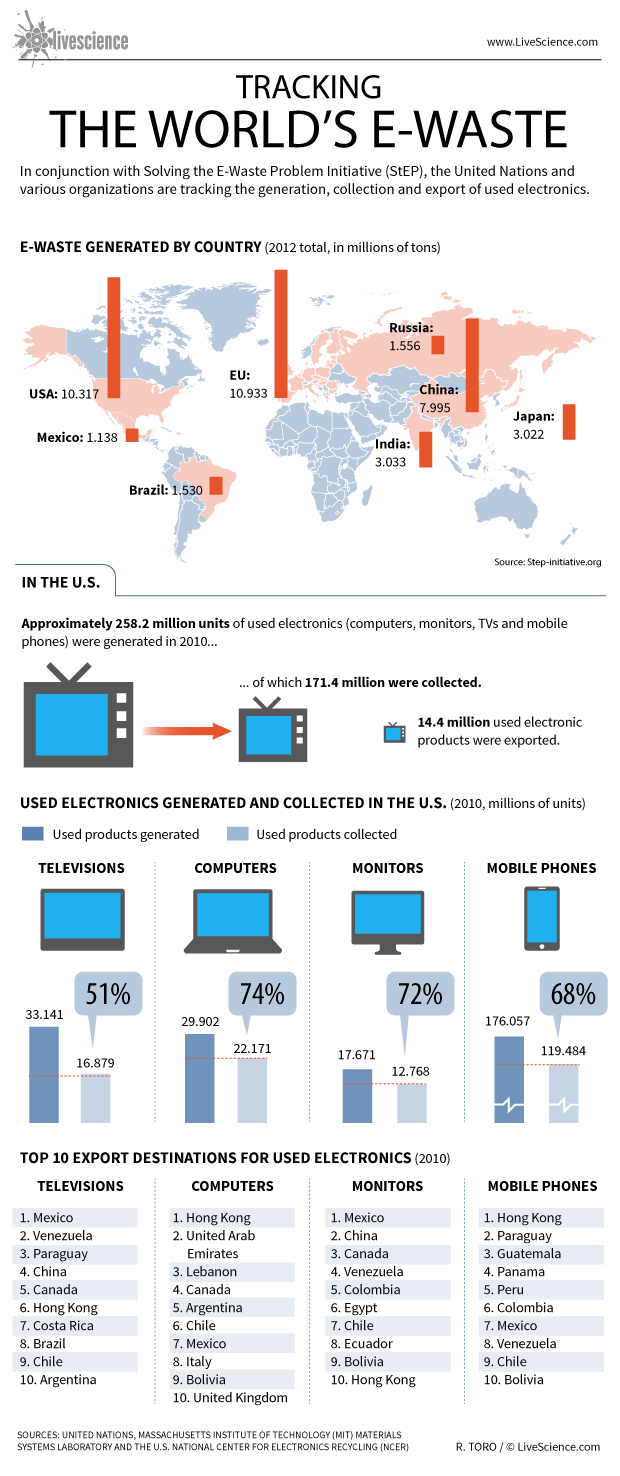 livescience
www.LiveScience.com
TRACKING
THE WORLD'S E-WASTE
In conjunction with Solving the E-Waste Problem Initiative (StEP), the United Nations and
various organizations are tracking the generation, collection and export of used electronics.
E-WASTE GENERATED BY COUNTRY (2012 total, in millions of tons)
Russia:
1.556
EU:
10.933
USA: 10.317
China:
7.995
Japan:
3.022
Mexico: 1.138
India:
3.033
Brazil: 1.530
Source: Step-initiative.org
IN THE U.S.
Approximately 258.2 million units of used electronics (computers, monitors, TVs and mobile
phones) were generated in 2010...
... of which 171.4 million were collected.
14.4 million used electronic
products were exported.
USED ELECTRONICS GENERATED AND COLLECTED IN THE U.S. (2010, millions of units)
Used products generated
Used products collected
TELEVISIONS
51%
33.141
16.879
COMPUTERS
74%
29.902
22.171
MONITORS
72%
17.671
12.768
MOBILE PHONES
68%
176.057
119.484
TOP 10 EXPORT DESTINATIONS FOR USED ELECTRONICS (2010)
TELEVISIONS
1. Mexico
2. Venezuela
3. Paraguay
4. China
5. Canada
6. Hong Kong
7. Costa Rica
8. Brazil
9. Chile
10. Argentina
COMPUTERS
1. Hong Kong
2. United Arab
Emirates
3. Lebanon
4. Canada
5. Argentina
6. Chile
7. Mexico
8. Italy
9. Bolivia
10. United Kingdom
MONITORS
1. Mexico
2. China
3. Canada
4. Venezuela
5. Colombia
6. Egypt
7. Chile
8. Ecuador
9. Bolivia
10. Hong Kong
MOBILE PHONES
1. Hong Kong
2. Paraguay
3. Guatemala
4. Panama
5. Peru
6. Colombia
7. Mexico
8. Venezuela
9. Chile
10. Bolivia
SOURCES: UNITED NATIONS, MASSACHUSETTS INSTITUTE OF TECHNOLOGY (MIT) MATERIALS
SYSTEMS LABORATORY AND THE U.S. NATIONAL CENTER FOR ELECTRONICS RECYCLING (NCER)
R. TORO / © LiveScience.com